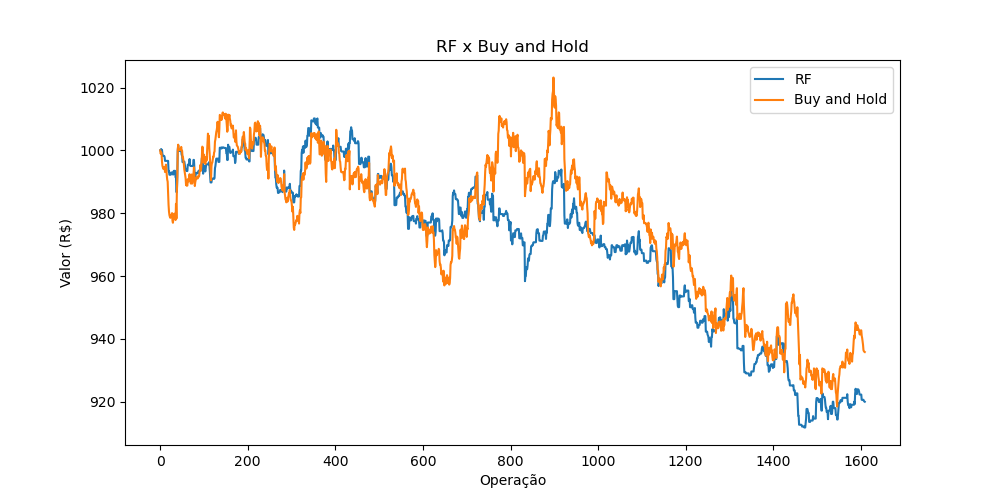 RF x Buy and Hold
RF
Buy and Hold
Valor (R$)
1020
1000
980
960
940
920
0 200 400 600 800 1000 1200 1400 1600
Operação